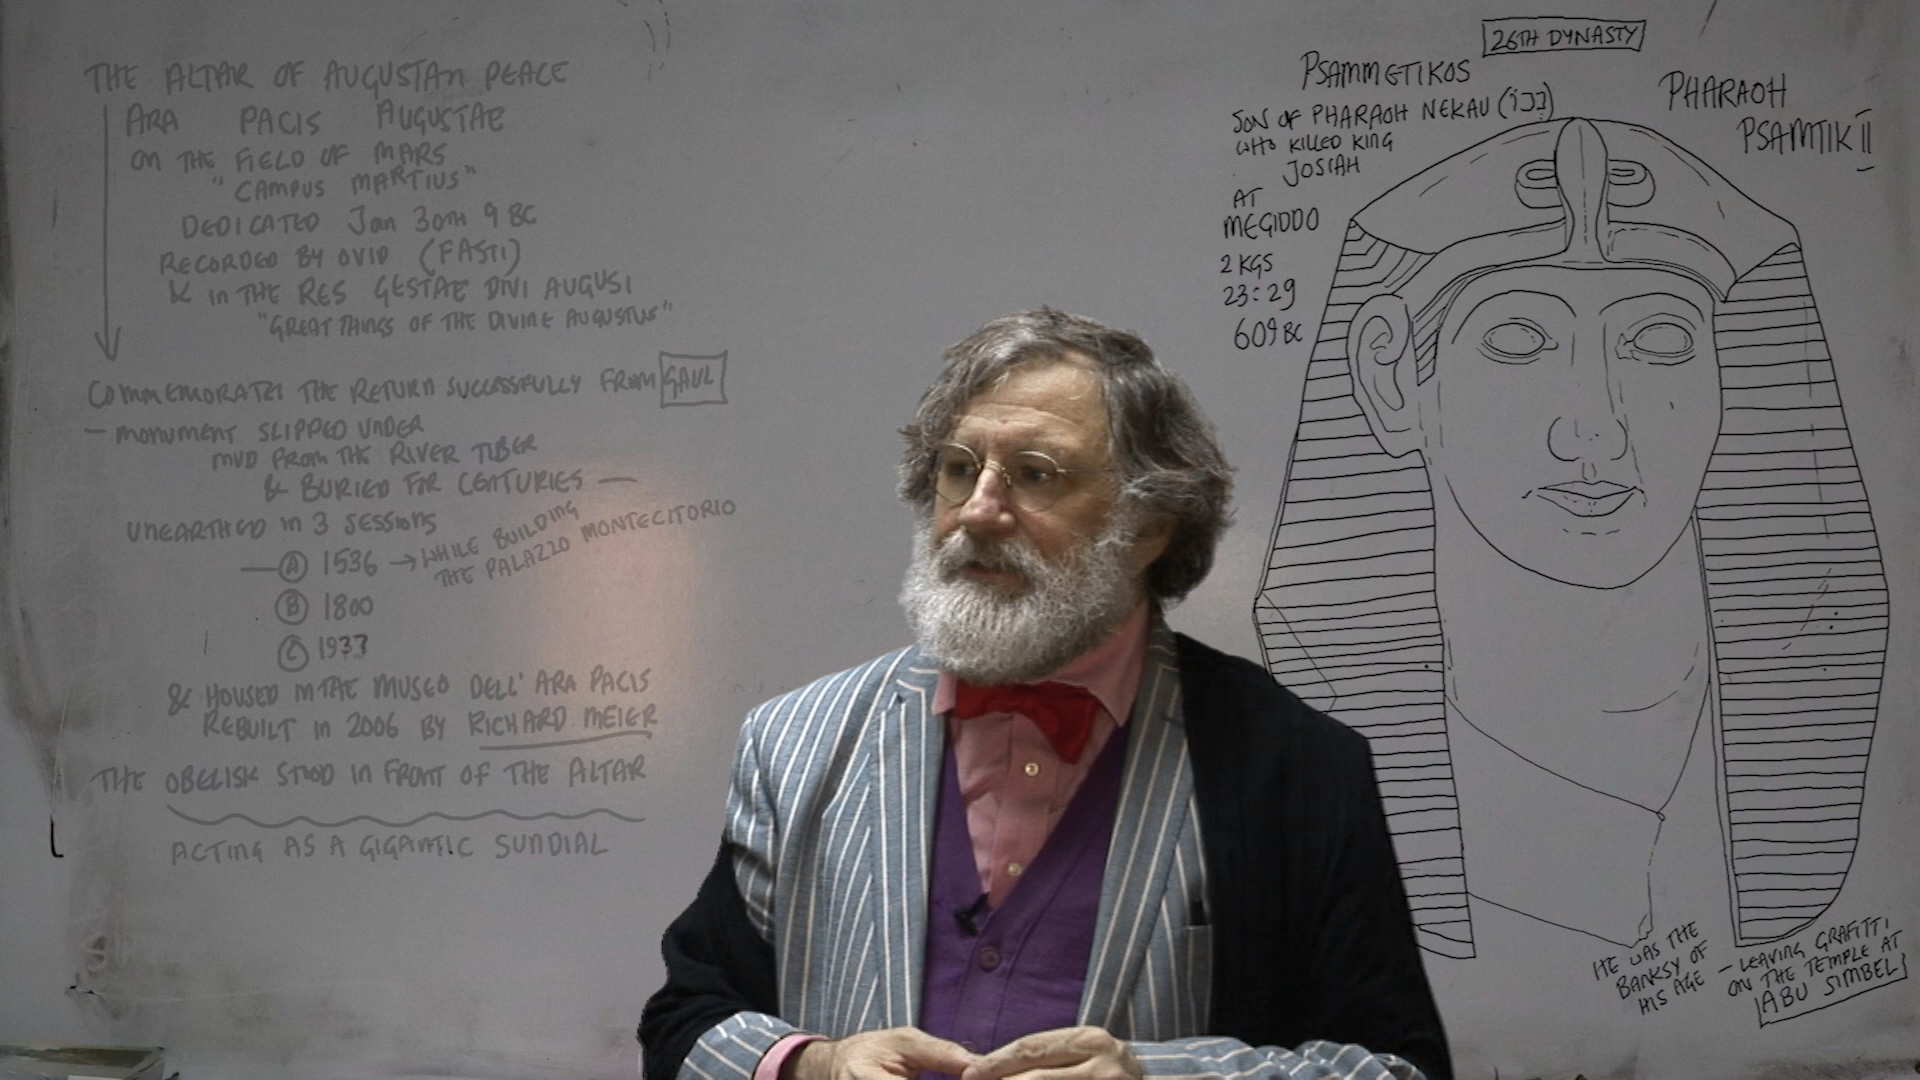 THE ALTAR OF AUGUSTAN PEACE
ARA PACIS AUGUSTAE
ON THE FIELD OF MARS
"CAMPUS MARTIUS"
DEDICATED Jan 30TH 9 BC
RECORDED BY OVID (FASTI)
& in THE RES GESTAE DIVI AUGUSI
"GREAT THINGS OF THE DIVINE AUGUSTUS"
COMMEMORATES THE RETURN SUCCESSFULLY FROM GAUL
— MONUMENT SLIPPED UNDER
MUD FROM THE RIVER TIBER
& BURIED FOR CENTURIES —
UNEARTHED in 3 SESSIONS
— A 1536 → WHILE BUILDING
THE PALAZZO MONTECITORIO
B 1800
C 1937
& HOUSED IN THE MUSEO DELL' ARA PACIS
REBUILT in 2006 BY RICHARD MEIER
THE OBELISK STOOD IN FRONT OF THE ALTAR
ACTING AS A GIGANTIC SUNDIAL
26TH DYNASTY
PSAMMETIKOS
PHARAOH
PSAMTIK II
SON OF PHARAOH NEKAU (נכו)
WHO KILLED KING
JOSIAH
AT
MEGIDDO
2 KGS
23:29
609 BC
HE WAS THE
BANKSY OF
HIS AGE
— LEAVING GRAFITTI
ON THE TEMPLE AT
ABU SIMBEL